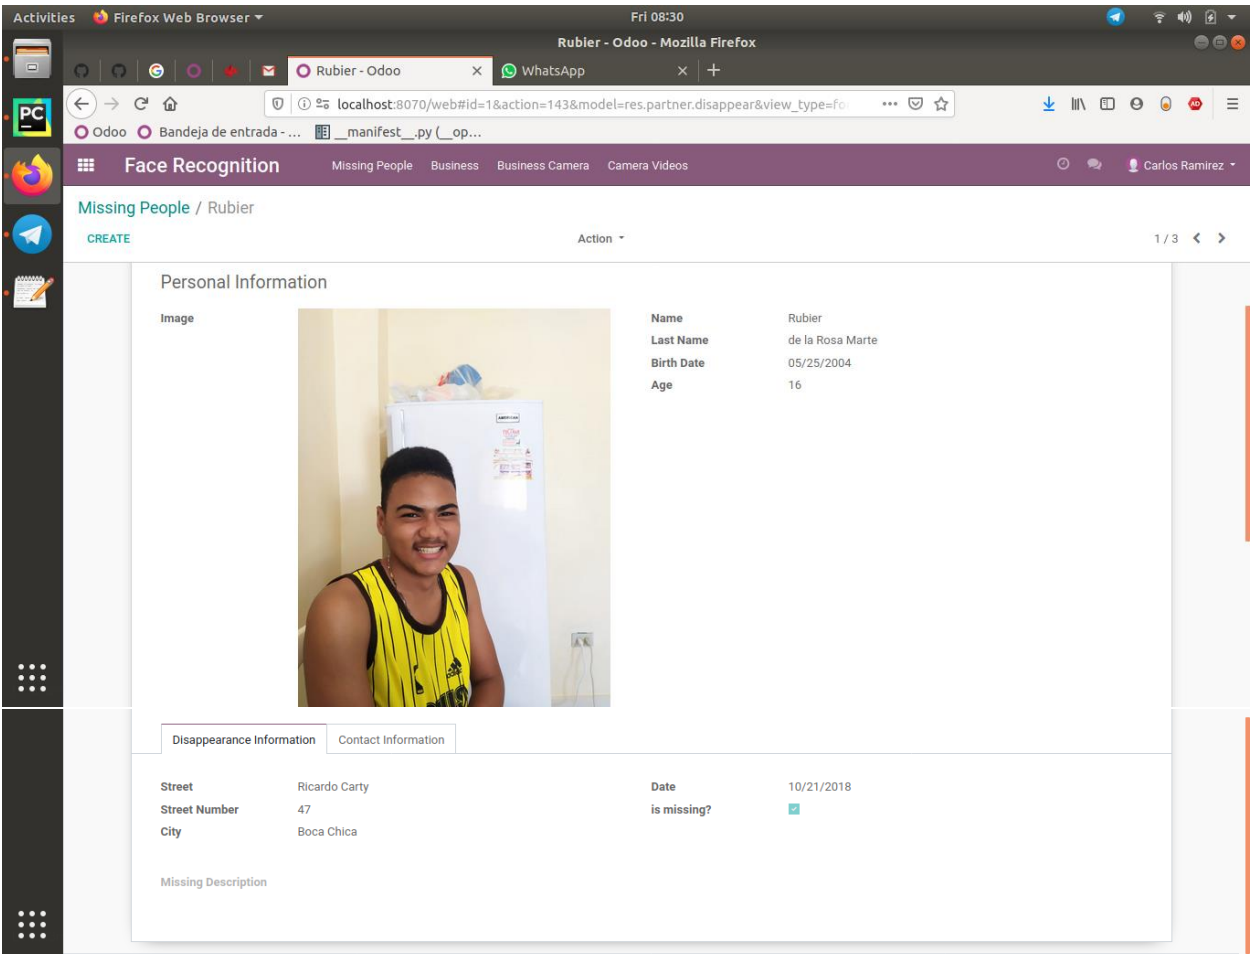 Activities Firefox Web Browser Fri 08:30
Rubier - Odoo - Mozilla Firefox
Rubier - Odoo × WhatsApp × +
localhost:8070/web#id=1&action=143&model=res.partner.disappear&view_type=fo
Odoo Bandeja de entrada - ... __manifest__.py (__op...
Face Recognition Missing People Business Business Camera Camera Videos Carlos Ramirez
Missing People / Rubier
CREATE Action 1 / 3
Personal Information
Image Name Rubier
Last Name de la Rosa Marte
Birth Date 05/25/2004
Age 16
Disappearance Information Contact Information
Street Ricardo Carty Date 10/21/2018
Street Number 47 is missing?
City Boca Chica
Missing Description